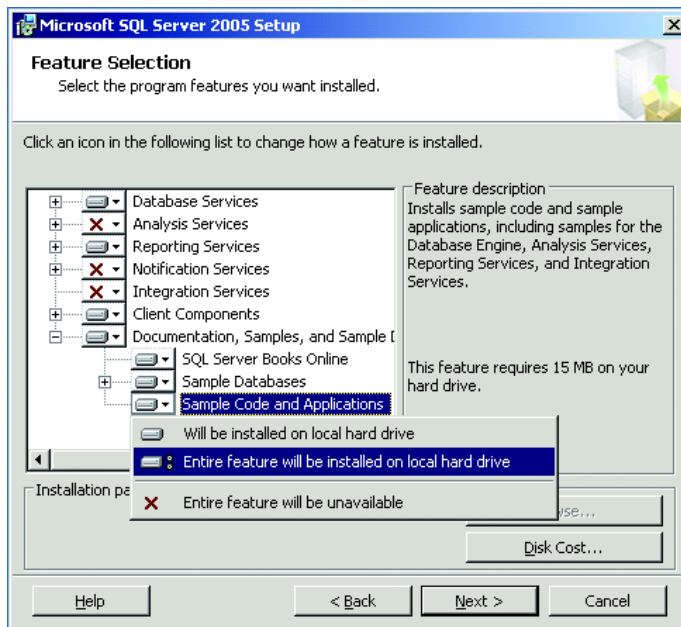 Microsoft SQL Server 2005 Setup
Feature Selection
Select the program features you want installed.
Click an icon in the following list to change how a feature is installed.
Database Services
Analysis Services
Reporting Services
Notification Services
Integration Services
Client Components
Documentation, Samples, and Sample
SQL Server Books Online
Sample Databases
Sample Code and Applications
Feature description
Installs sample code and sample
applications, including samples for the
Database Engine, Analysis Services,
Reporting Services, and Integration
Services.
This feature requires 15 MB on your
hard drive.
Will be installed on local hard drive
Entire feature will be installed on local hard drive
Entire feature will be unavailable
Installation pa
wse...
Disk Cost...
Help
< Back
Next >
Cancel